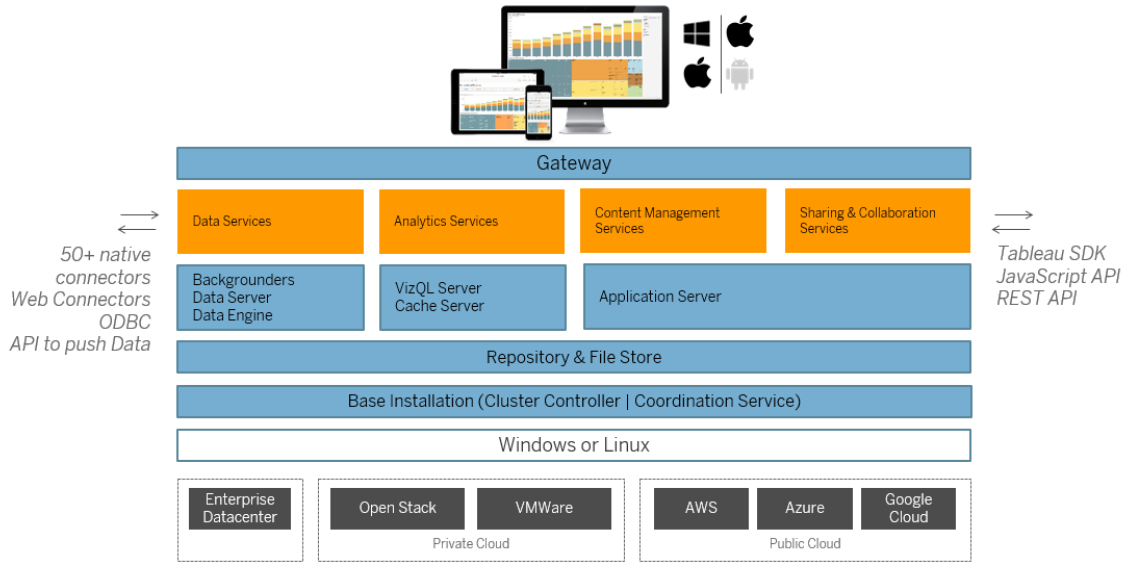 Gateway
Data Services
Analytics Services
Content Management
Services
Sharing & Collaboration
Services
50+ native
connectors
Web Connectors
ODBC
API to push Data
Tableau SDK
JavaScript API
REST API
Backgrounders
Data Server
Data Engine
VizQL Server
Cache Server
Application Server
Repository & File Store
Base Installation (Cluster Controller | Coordination Service)
Windows or Linux
Enterprise
Datacenter
Open Stack
VMWare
Private Cloud
AWS
Azure
Google
Cloud
Public Cloud